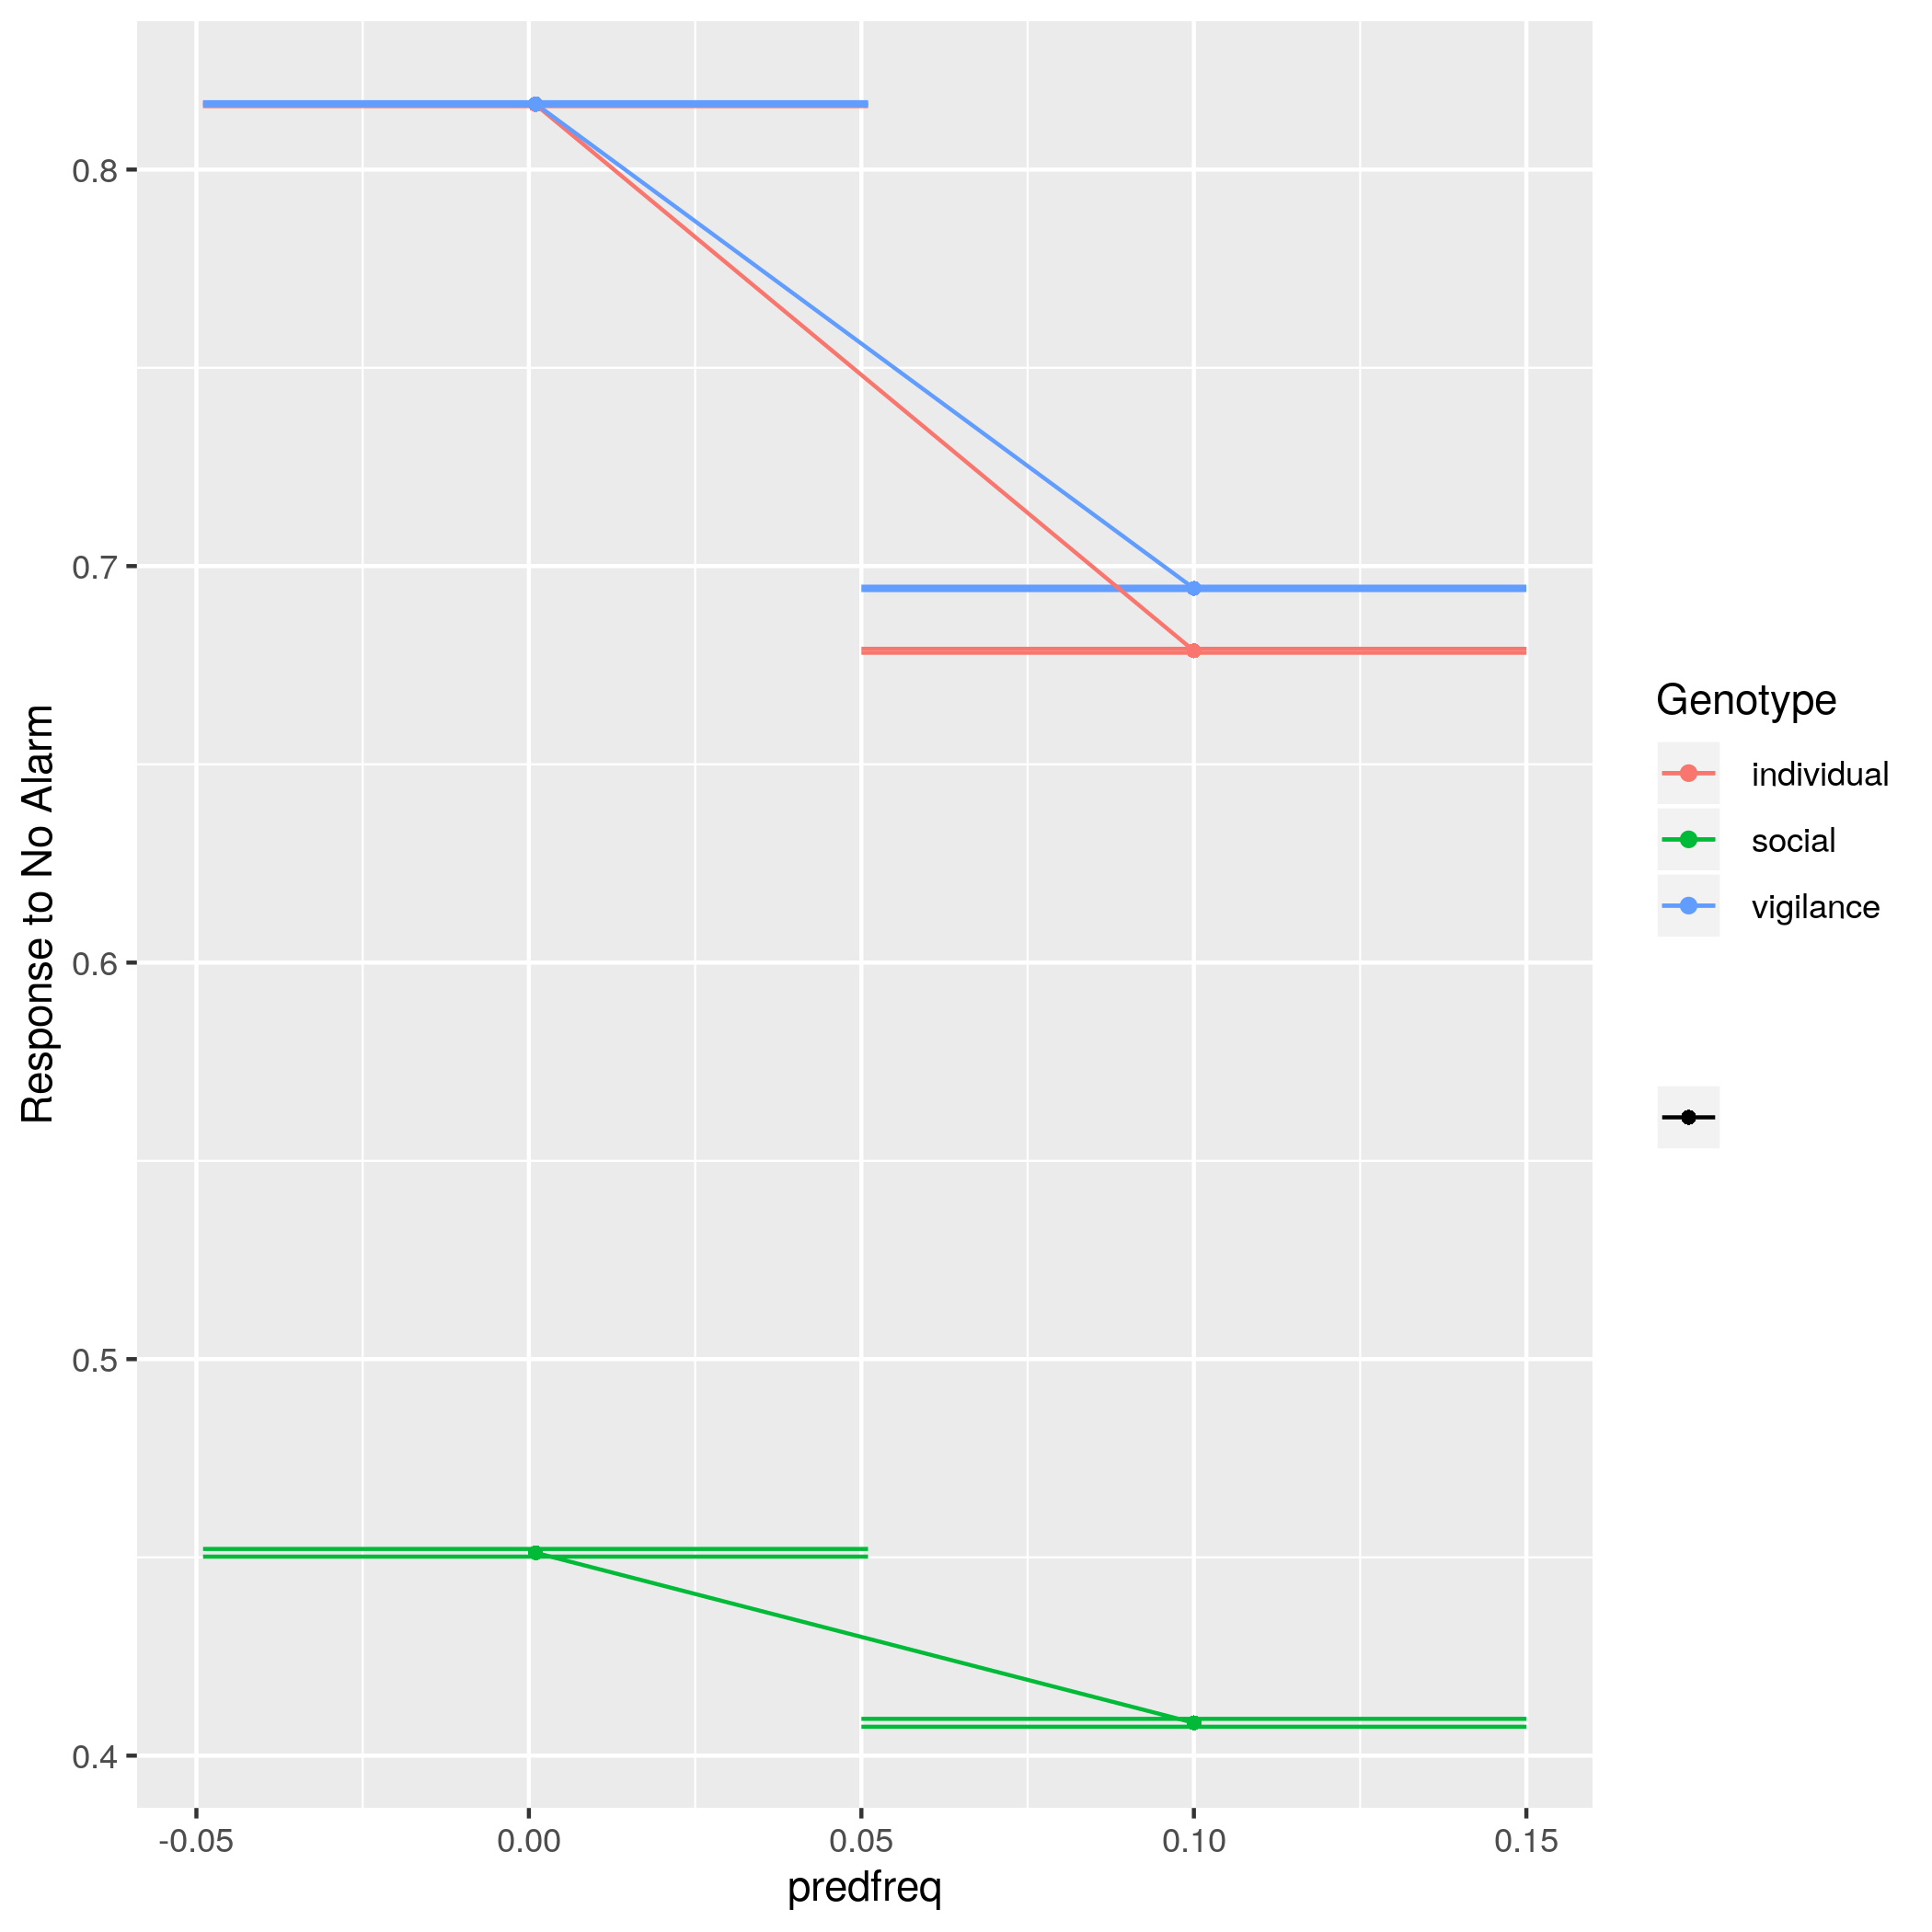 Response to No Alarm
0.8
0.7
0.6
0.5
0.4
-0.05
0.00
0.05
0.10
0.15
predfreq
Genotype
individual
social
vigilance